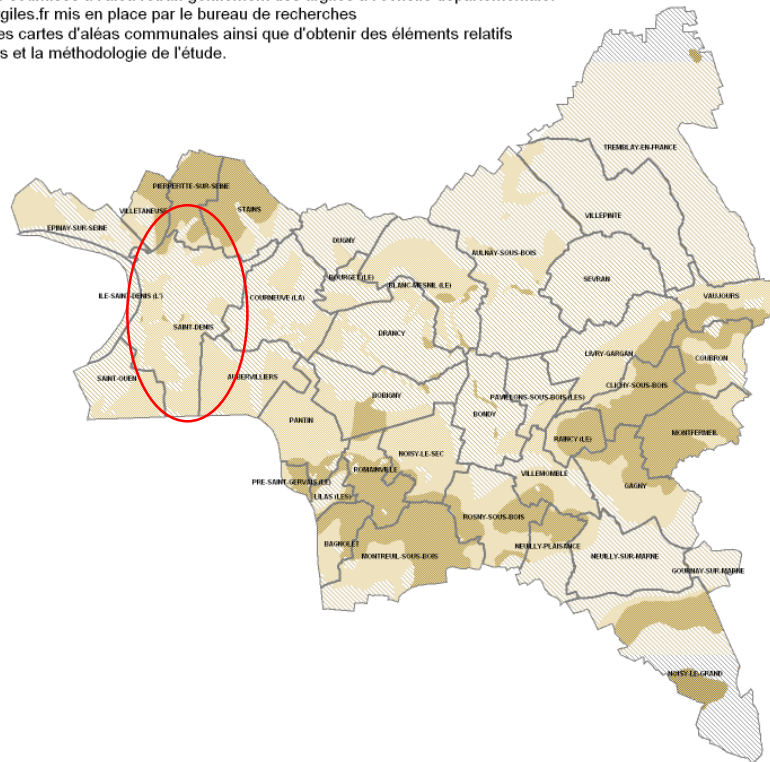 argiles.fr mis en place par le bureau de recherches
les cartes d'aléas communales ainsi que d'obtenir des éléments relatifs
s et la méthodologie de l'étude.
TREMBLAY-EN-FRANCE
PIERREFITTE-SUR-SEINE
VILLETANEUSE
STAINS
VILLEPINTE
EPINAY-SUR-SEINE
DUGNY
AULNAY-SOUS-BOIS
BOURGET (LE)
SEVRAN
BLANC-MESNIL (LE)
ILE-SAINT-DENIS (L')
COURNEUVE (LA)
VAUJOURS
SAINT-DENIS
DRANCY
LIVRY-GARGAN
COUBRON
SAINT-OUEN
AUBERVILLIERS
CLICHY-SOUS-BOIS
BOBIGNY
PAVILLONS-SOUS-BOIS (LES)
BONDY
PANTIN
MONTFERMEIL
RAINCY (LE)
NOISY-LE-SEC
ROMAINVILLE
VILLEMOMBLE
PRE-SAINT-GERVAIS (LE)
GAGNY
LILAS (LES)
ROSNY-SOUS-BOIS
BAGNOLET
NEUILLY-PLAISANCE
MONTREUIL-SOUS-BOIS
NEUILLY-SUR-MARNE
GOURNAY-SUR-MARNE
NOISY-LE-GRAND